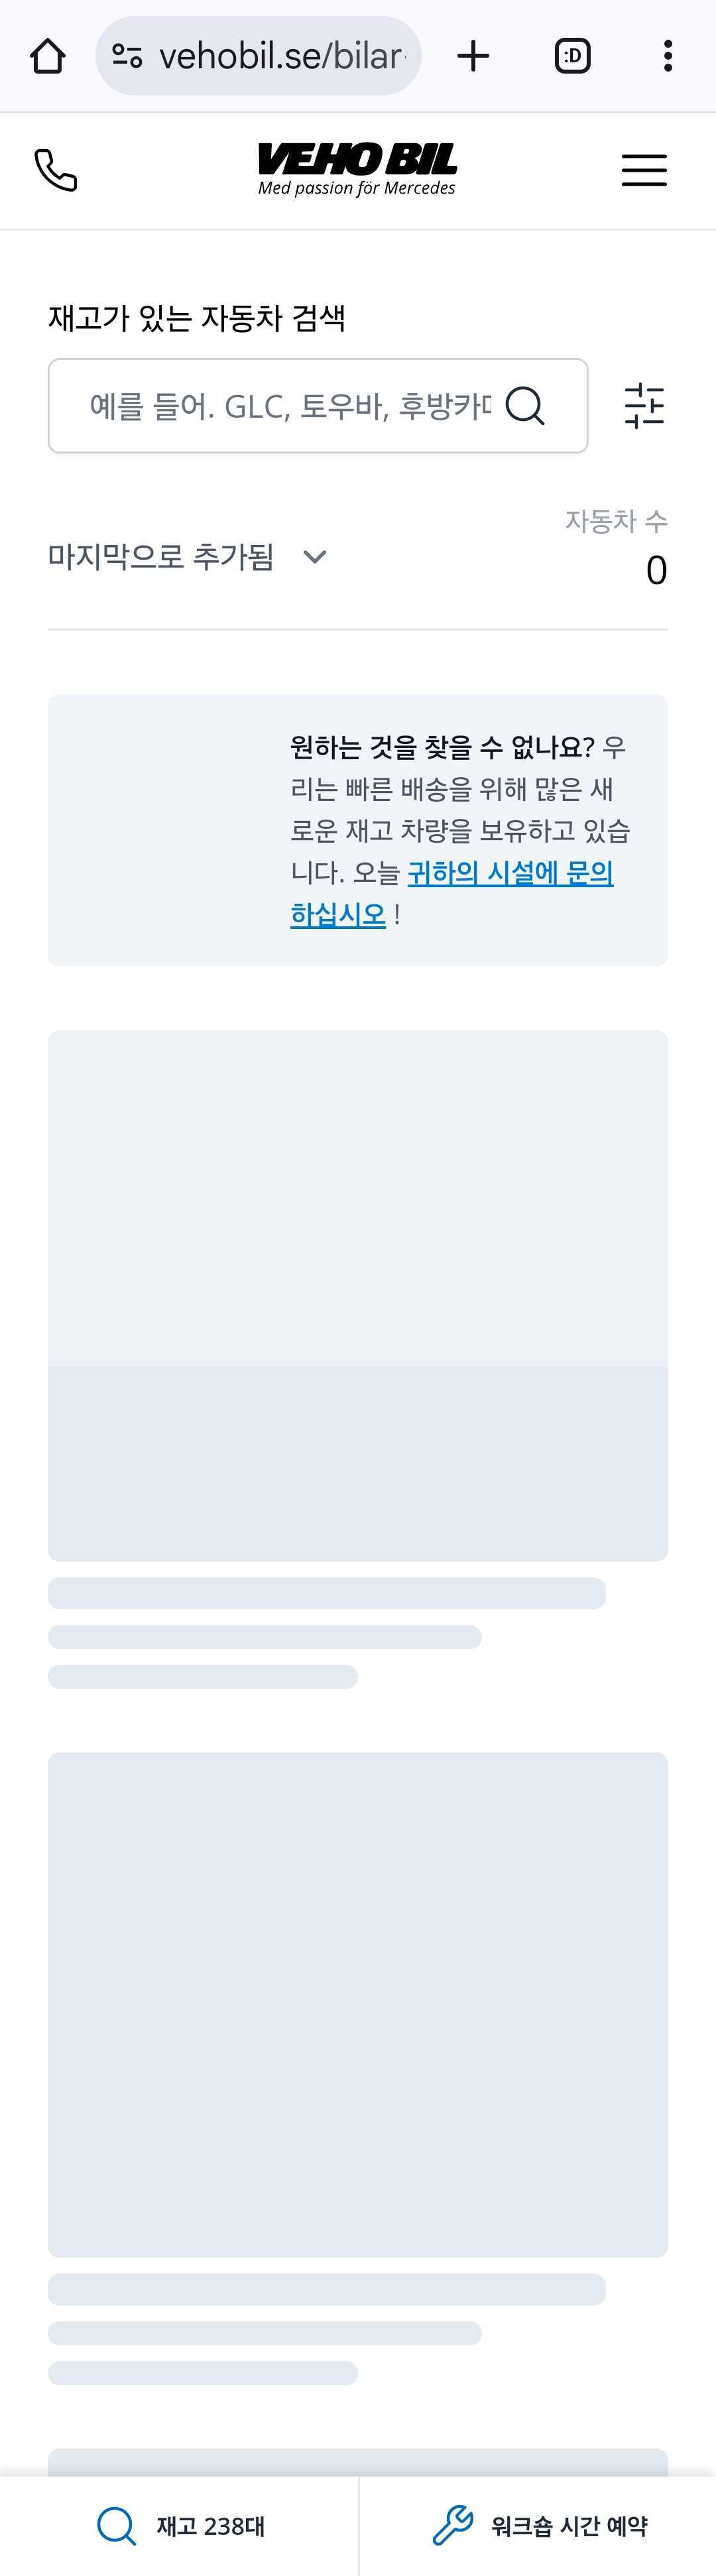 vehobil.se/bilar
:D
VEHO BIL
Med passion för Mercedes
재고가 있는 자동차 검색
예를 들어. GLC, 토우바, 후방카
자동차 수
마지막으로 추가됨
0
원하는 것을 찾을 수 없나요? 우
리는 빠른 배송을 위해 많은 새
로운 재고 차량을 보유하고 있습
니다. 오늘 귀하의 시설에 문의
하십시오 !
재고 238대
워크숍 시간 예약